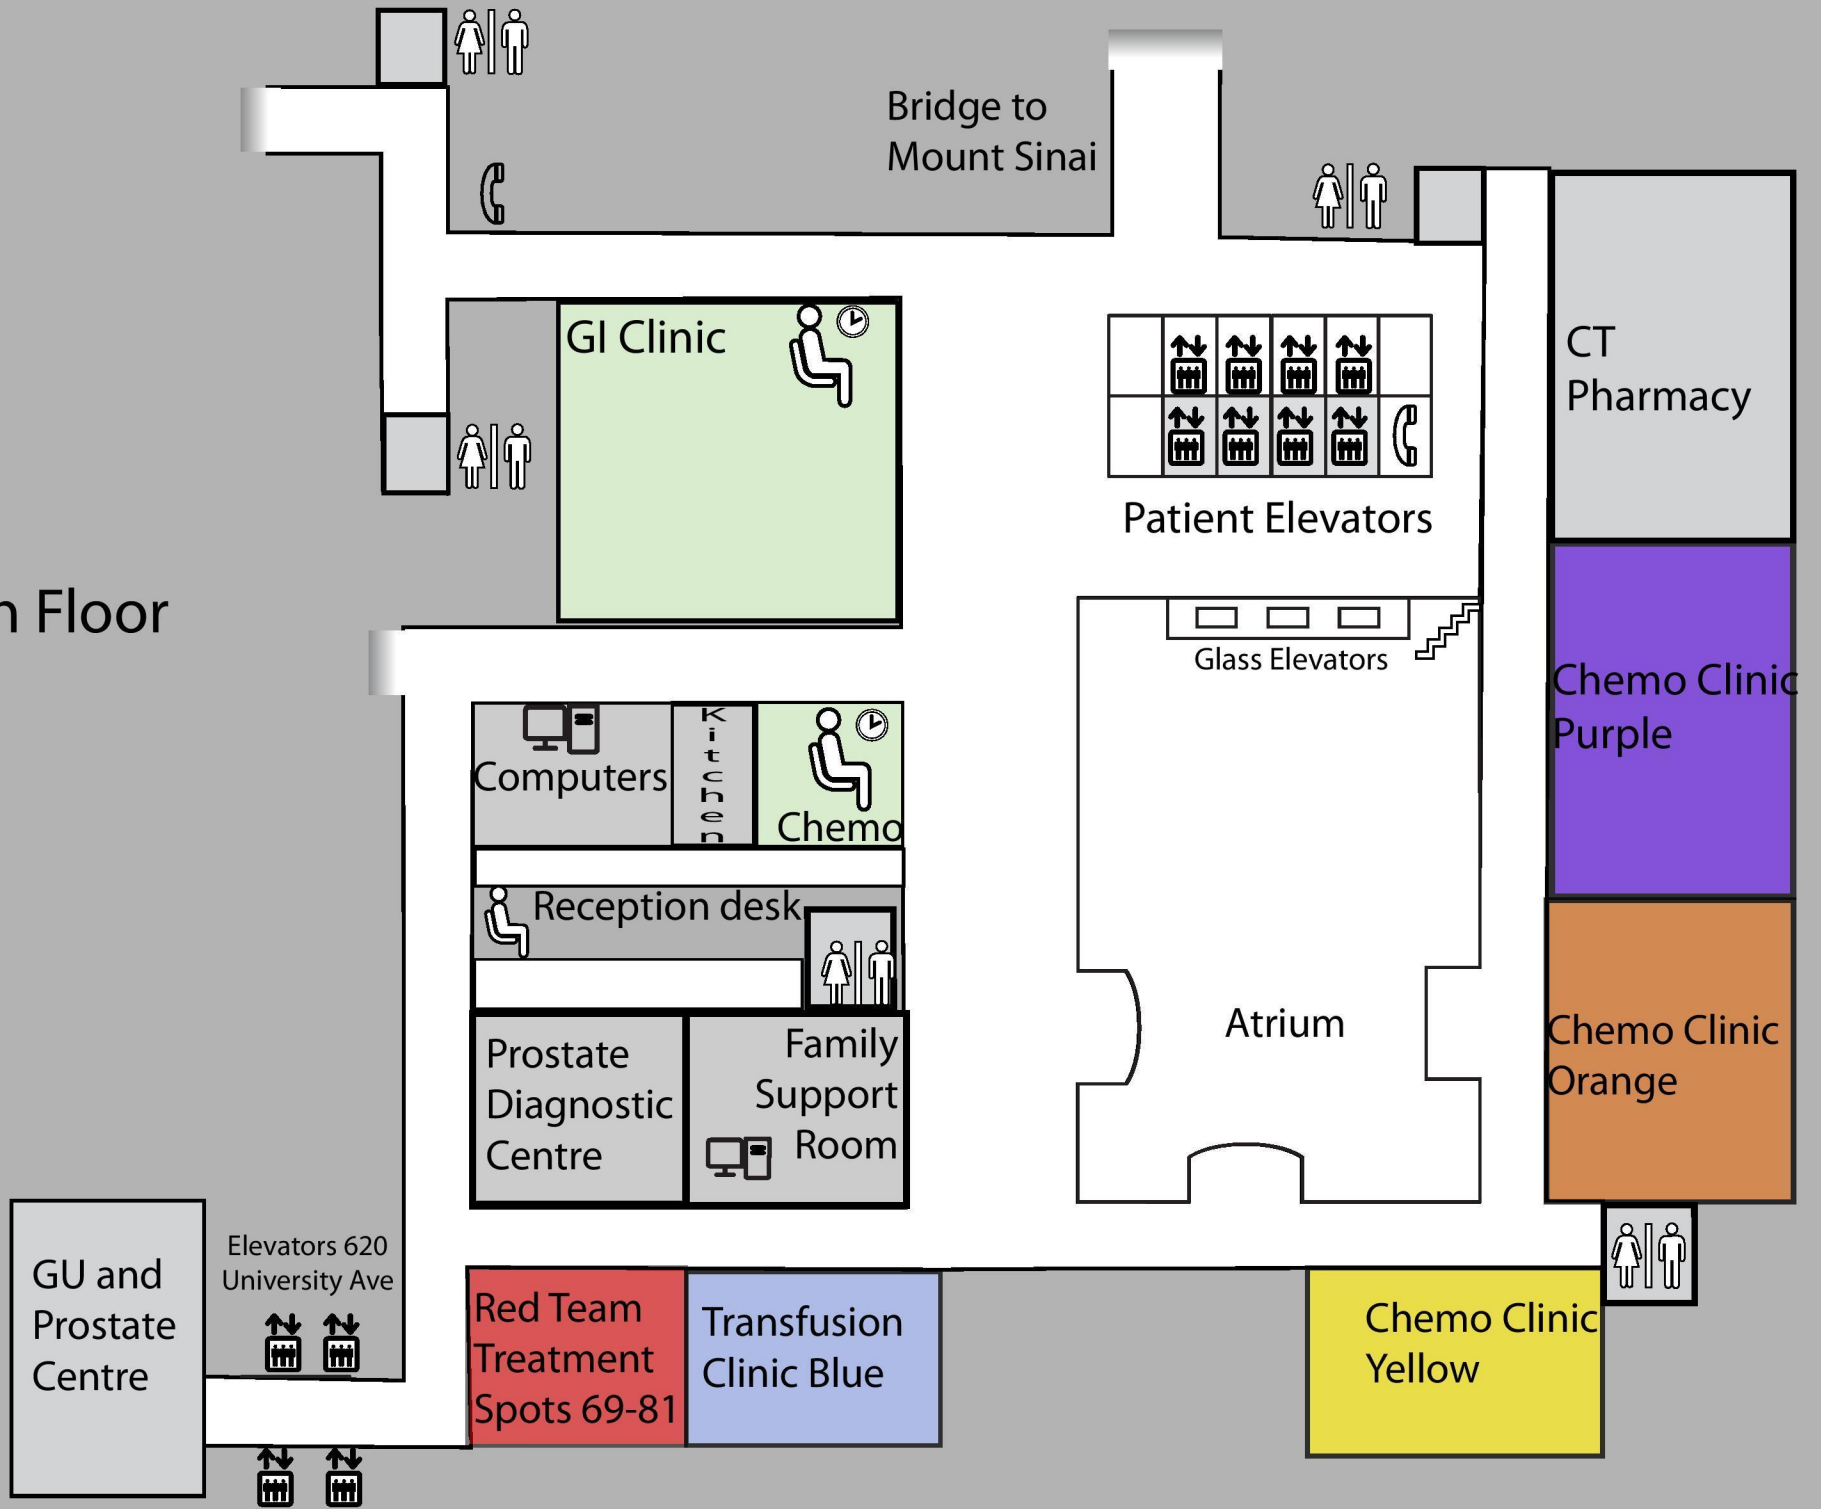 Bridge to
Mount Sinai
GI Clinic
CT
Pharmacy
Patient Elevators
Floor
Glass Elevators
Chemo Clinic
Purple
Computers
Kitchen
Chemo
Reception desk
Prostate
Diagnostic
Centre
Family
Support
Room
Atrium
Chemo Clinic
Orange
GU and
Prostate
Centre
Elevators 620
University Ave
Red Team
Treatment
Spots 69-81
Transfusion
Clinic Blue
Chemo Clinic
Yellow